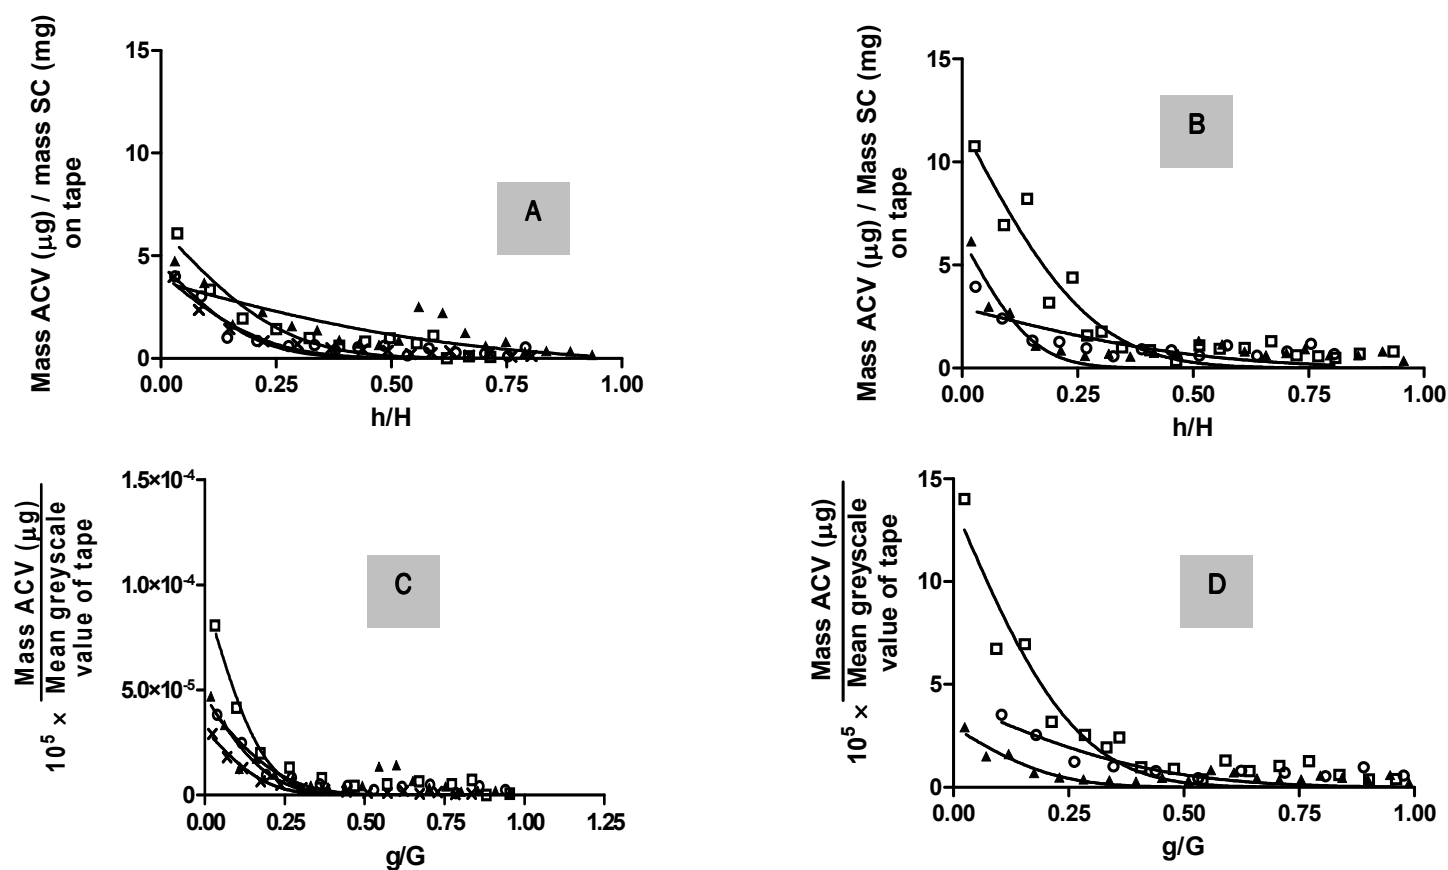 Mass ACV (µg) / mass SC (mg)
on tape
15
10
5
0
0.00 0.25 0.50 0.75 1.00
h/H
A
Mass ACV (µg) / Mass SC (mg)
on tape
15
10
5
0
0.00 0.25 0.50 0.75 1.00
h/H
B
10⁵ ×
Mass ACV (µg)
Mean greyscale
value of tape
1.5×10⁻⁴
1.0×10⁻⁴
5.0×10⁻⁵
0
0.00 0.25 0.50 0.75 1.00 1.25
g/G
C
10⁵ ×
Mass ACV (µg)
Mean greyscale
value of tape
15
10
5
0
0.00 0.25 0.50 0.75 1.00
g/G
D